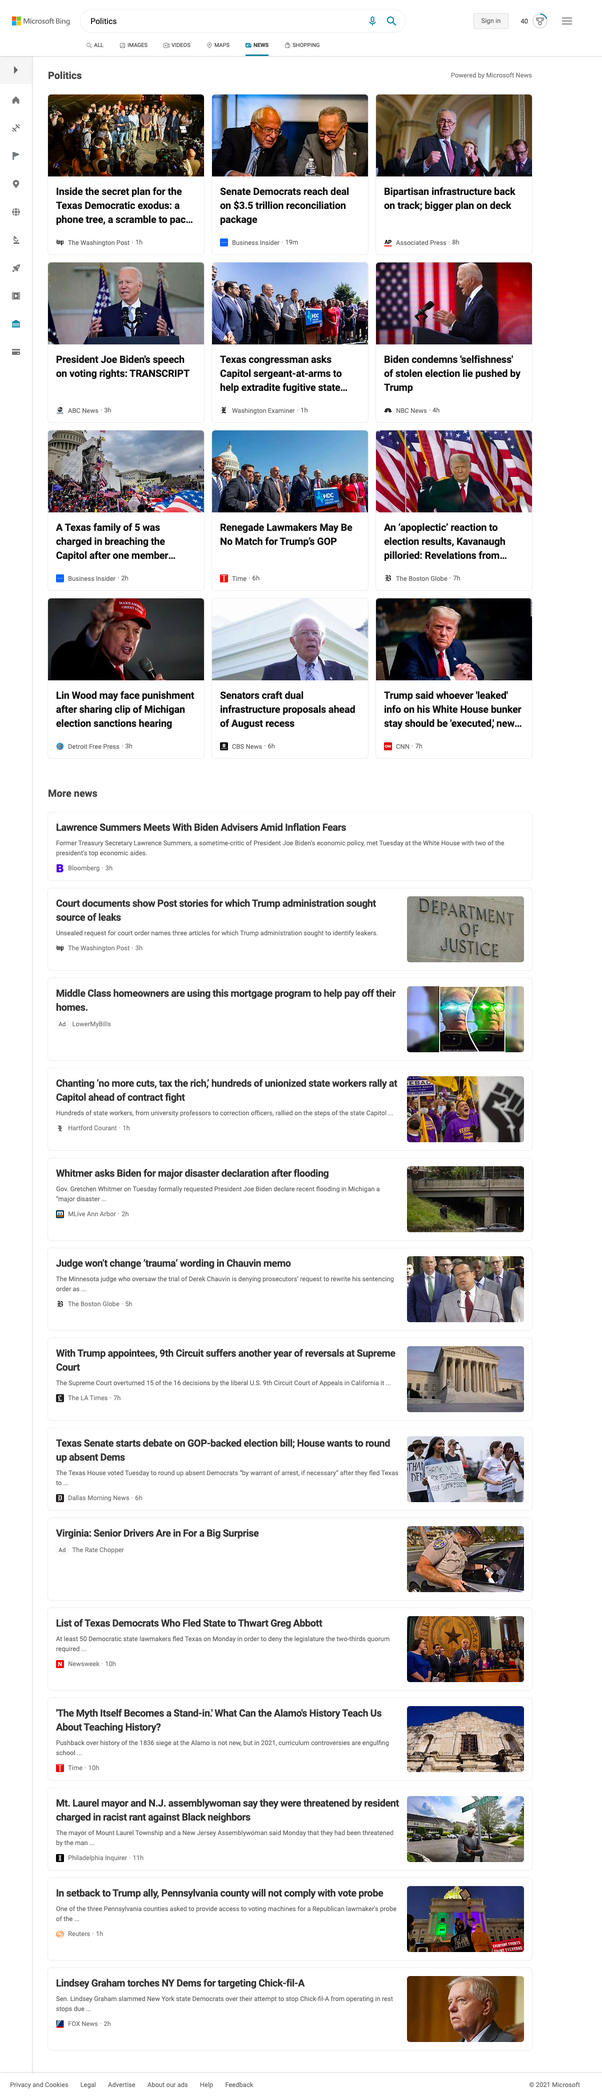 Microsoft Bing
Politics
Sign in
40
ALL
IMAGES
VIDEOS
MAPS
NEWS
SHOPPING
Politics
Powered by Microsoft News
Inside the secret plan for the
Texas Democratic exodus: a
phone tree, a scramble to pac...
wp The Washington Post · 1h
Senate Democrats reach deal
on $3.5 trillion reconciliation
package
Business Insider · 19m
Bipartisan infrastructure back
on track; bigger plan on deck
AP Associated Press · 8h
President Joe Biden's speech
on voting rights: TRANSCRIPT
ABC News · 3h
Texas congressman asks
Capitol sergeant-at-arms to
help extradite fugitive state...
Washington Examiner · 1h
Biden condemns 'selfishness'
of stolen election lie pushed by
Trump
NBC News · 4h
A Texas family of 5 was
charged in breaching the
Capitol after one member...
Business Insider · 2h
Renegade Lawmakers May Be
No Match for Trump's GOP
Time · 6h
An ‘apoplectic’ reaction to
election results, Kavanaugh
pilloried: Revelations from...
The Boston Globe · 7h
Lin Wood may face punishment
after sharing clip of Michigan
election sanctions hearing
Detroit Free Press · 3h
Senators craft dual
infrastructure proposals ahead
of August recess
CBS News · 6h
Trump said whoever 'leaked'
info on his White House bunker
stay should be 'executed,' new...
CNN · 7h
More news
Lawrence Summers Meets With Biden Advisers Amid Inflation Fears
Former Treasury Secretary Lawrence Summers, a sometime-critic of President Joe Biden's economic policy, met Tuesday at the White House with two of the
president's top economic aides.
B Bloomberg · 3h
Court documents show Post stories for which Trump administration sought
source of leaks
Unsealed request for court order names three articles for which Trump administration sought to identify leakers.
wp The Washington Post · 3h
DEPARTMENT
OF
JUSTICE
Middle Class homeowners are using this mortgage program to help pay off their
homes.
Ad LowerMyBills
Chanting ‘no more cuts, tax the rich,’ hundreds of unionized state workers rally at
Capitol ahead of contract fight
Hundreds of state workers, from university professors to correction officers, rallied on the steps of the state Capitol ...
Hartford Courant · 1h
Whitmer asks Biden for major disaster declaration after flooding
Gov. Gretchen Whitmer on Tuesday formally requested President Joe Biden declare recent flooding in Michigan a
"major disaster ...
MLive Ann Arbor · 2h
Judge won’t change ‘trauma’ wording in Chauvin memo
The Minnesota judge who oversaw the trial of Derek Chauvin is denying prosecutors’ request to rewrite his sentencing
order as ...
B The Boston Globe · 5h
With Trump appointees, 9th Circuit suffers another year of reversals at Supreme
Court
The Supreme Court overturned 15 of the 16 decisions by the liberal U.S. 9th Circuit Court of Appeals in California it ...
The LA Times · 7h
Texas Senate starts debate on GOP-backed election bill; House wants to round
up absent Dems
The Texas House voted Tuesday to round up absent Democrats “by warrant of arrest, if necessary” after they fled Texas
to ...
D Dallas Morning News · 6h
Virginia: Senior Drivers Are in For a Big Surprise
Ad The Rate Chopper
List of Texas Democrats Who Fled State to Thwart Greg Abbott
At least 50 Democratic state lawmakers fled Texas on Monday in order to deny the legislature the two-thirds quorum
required ...
N Newsweek · 10h
'The Myth Itself Becomes a Stand-in.' What Can the Alamo's History Teach Us
About Teaching History?
Pushback over history of the 1836 siege at the Alamo is not new, but in 2021, curriculum controversies are engulfing
school ...
Time · 10h
Mt. Laurel mayor and N.J. assemblywoman say they were threatened by resident
charged in racist rant against Black neighbors
The mayor of Mount Laurel Township and a New Jersey Assemblywoman said Monday that they had been threatened
by the man ...
Philadelphia Inquirer · 11h
In setback to Trump ally, Pennsylvania county will not comply with vote probe
One of the three Pennsylvania counties asked to provide access to voting machines for a Republican lawmaker's probe
of the ...
Reuters · 1h
Lindsey Graham torches NY Dems for targeting Chick-fil-A
Sen. Lindsey Graham slammed New York state Democrats over their attempt to stop Chick-fil-A from operating in rest
stops due ...
FOX News · 2h
Privacy and Cookies
Legal
Advertise
About our ads
Help
Feedback
© 2021 Microsoft